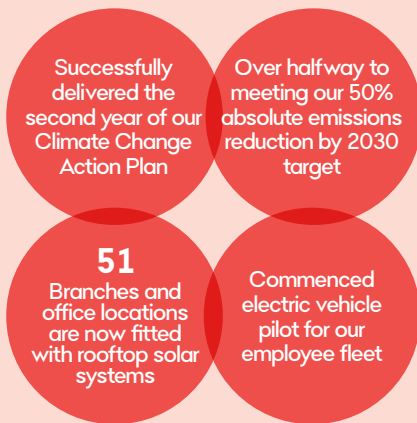 Successfully
delivered the
second year of our
Climate Change
Action Plan
Over halfway to
meeting our 50%
absolute emissions
reduction by 2030
target
51
Branches and
office locations
are now fitted
with rooftop solar
systems
Commenced
electric vehicle
pilot for our
employee fleet